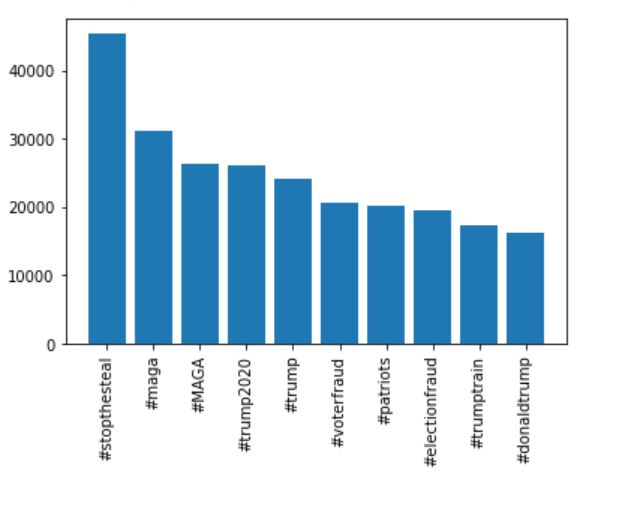 40000
30000
20000
10000
0
#stopthesteal
#maga
#MAGA
#trump2020
#trump
#voterfraud
#patriots
#electionfraud
#trumptrain
#donaldtrump